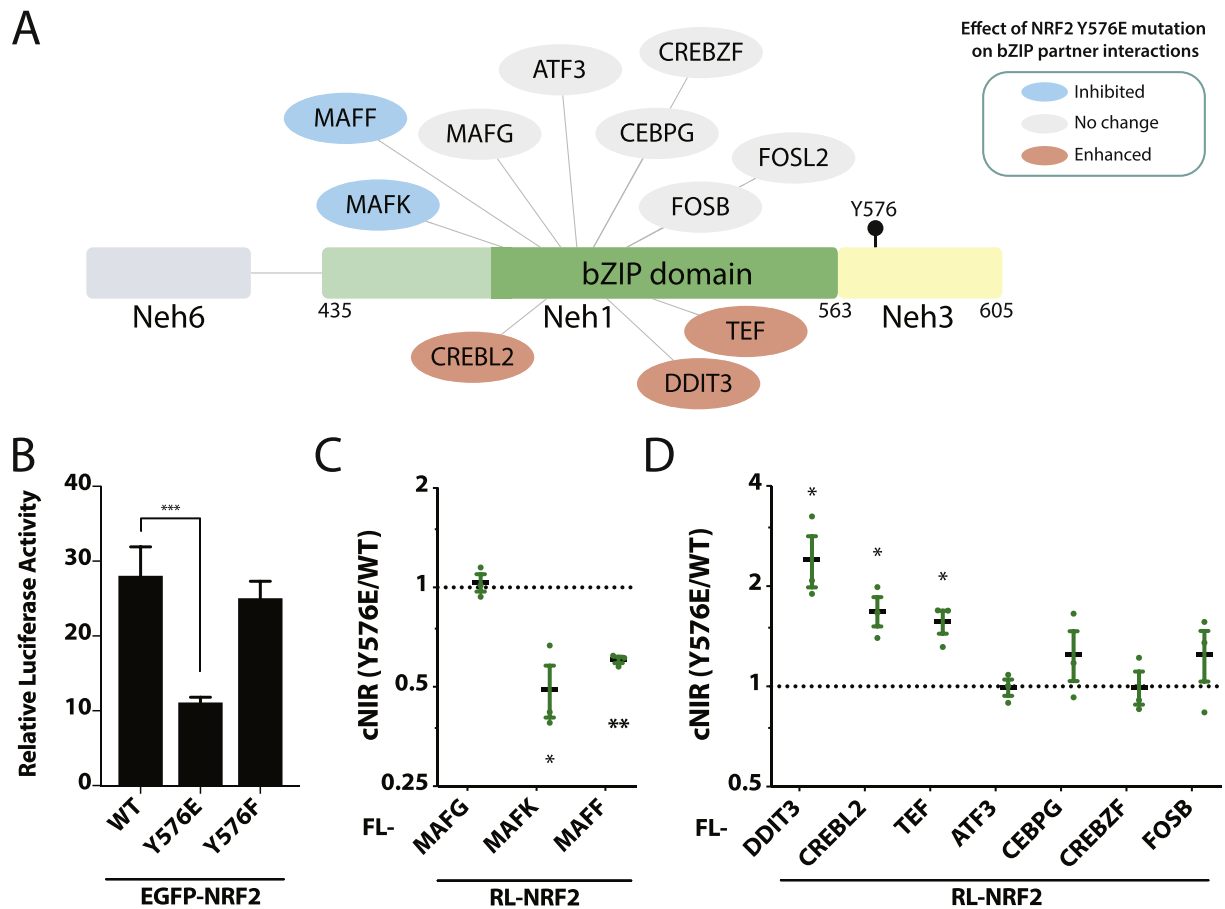 A
Effect of NRF2 Y576E mutation
on bZIP partner interactions
Inhibited
No change
Enhanced
CREBZF
ATF3
MAFF
MAFG
CEBPG
FOSL2
MAFK
FOSB
Y576
bZIP domain
Neh6
435
Neh1
563
Neh3
605
TEF
CREBL2
DDIT3
B
Relative Luciferase Activity
40
30
20
10
0
***
WT
Y576E
Y576F
EGFP-NRF2
C
cNIR (Y576E/WT)
2
1
0.5
0.25
*
**
FL-
MAFG
MAFK
MAFF
RL-NRF2
D
cNIR (Y576E/WT)
4
2
1
0.5
*
*
*
FL-
DDIT3
CREBL2
TEF
ATF3
CEBPG
CREBZF
FOSB
RL-NRF2